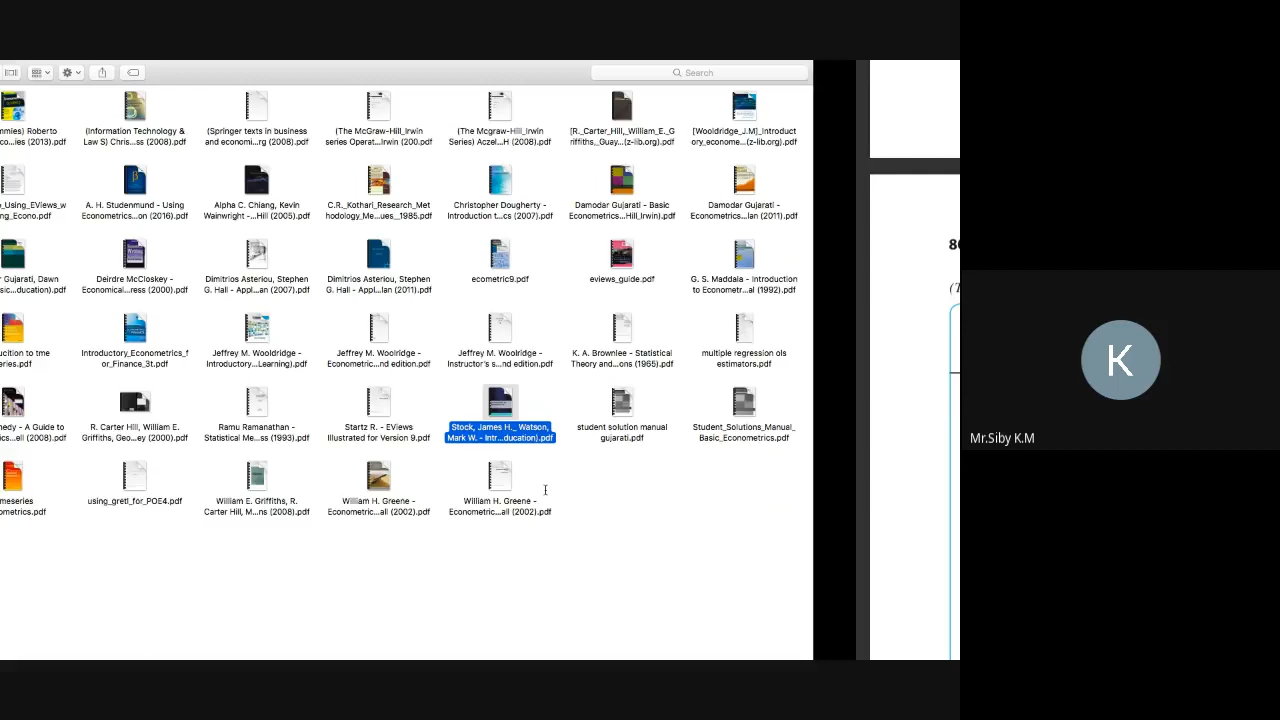 Search
mmies) Roberto
co...ies (2013).pdf
(Information Technology &
Law S) Chris...ss (2008).pdf
(Springer texts in business
and economi...rg (2008).pdf
(The McGraw-Hill_Irwin
series Operat...Irwin (200.pdf
(The Mcgraw-Hill_Irwin
Series) Aczel...H (2008).pdf
[R._Carter_Hill,_William_E._G
riffiths,_Guay...(z-lib.org).pdf
[Wooldridge_J.M]_Introduct
ory_econome...(z-lib.org).pdf
e_Using_EViews_w
ng_Econo.pdf
A. H. Studenmund - Using
Econometrics...on (2016).pdf
Alpha C. Chiang, Kevin
Wainwright -...Hill (2005).pdf
C.R._Kothari_Research_Met
hodology_Me...ues__1985.pdf
Christopher Dougherty -
Introduction t...cs (2007).pdf
Damodar Gujarati - Basic
Econometrics...Hill_Irwin).pdf
Damodar Gujarati -
Econometrics...lan (2011).pdf
r Gujarati, Dawn
asic...ducation).pdf
Deirdre McCloskey -
Economical...ress (2000).pdf
Dimitrios Asteriou, Stephen
G. Hall - Appl...an (2007).pdf
Dimitrios Asteriou, Stephen
G. Hall - Appl...lan (2011).pdf
ecometric9.pdf
eviews_guide.pdf
G. S. Maddala - Introduction
to Econometr...al (1992).pdf
ucition to tme
eries.pdf
Introductory_Econometrics_f
or_Finance_3t.pdf
Jeffrey M. Wooldridge -
Introductory...Learning).pdf
Jeffrey M. Woolridge -
Econometric...nd edition.pdf
Jeffrey M. Woolridge -
Instructor's s...nd edition.pdf
K. A. Brownlee - Statistical
Theory and...ons (1965).pdf
multiple regression ols
estimators.pdf
nedy - A Guide to
ics...ell (2008).pdf
R. Carter Hill, William E.
Griffiths, Geo...ey (2000).pdf
Ramu Ramanathan -
Statistical Me...ss (1993).pdf
Startz R. - EViews
Illustrated for Version 9.pdf
Stock, James H._ Watson,
Mark W. - Intr...ducation).pdf
student solution manual
gujarati.pdf
Student_Solutions_Manual_
Basic_Econometrics.pdf
meseries
ometrics.pdf
using_gretl_for_POE4.pdf
William E. Griffiths, R.
Carter Hill, M...ns (2008).pdf
William H. Greene -
Econometric...all (2002).pdf
William H. Greene -
Econometric...all (2002).pdf
K
Mr.Siby K.M